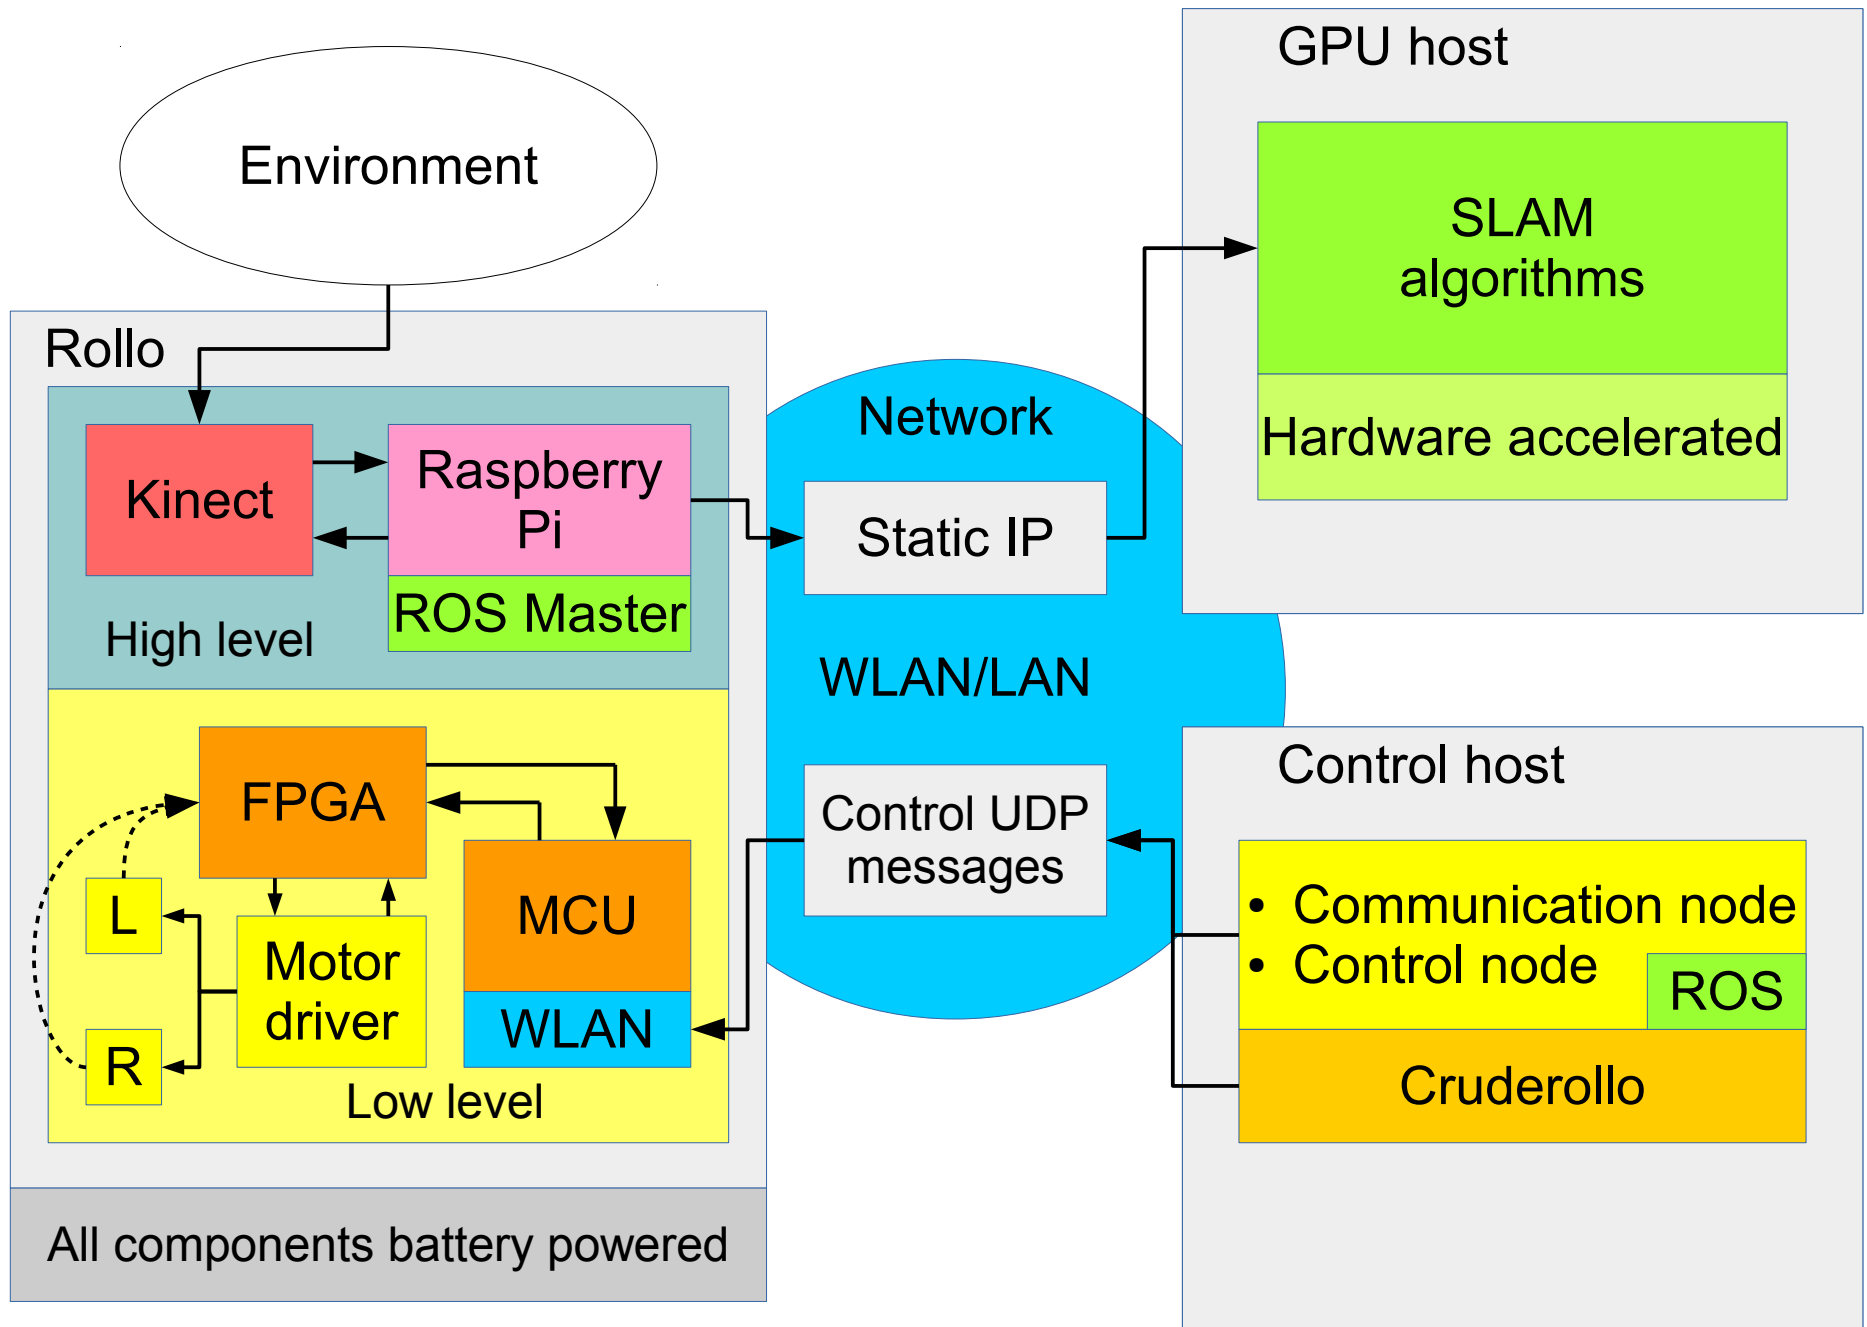 Environment
Rollo
Kinect
Raspberry
Pi
ROS Master
High level
FPGA
L
R
Motor
driver
MCU
WLAN
Low level
All components battery powered
Network
Static IP
WLAN/LAN
Control UDP
messages
GPU host
SLAM
algorithms
Hardware accelerated
Control host
• Communication node
• Control node
ROS
Cruderollo